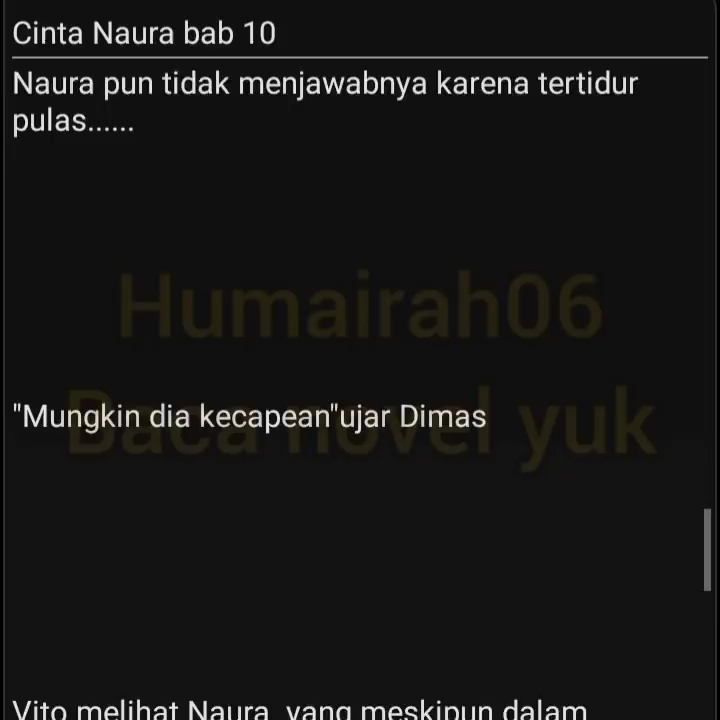 Cinta Naura bab 10
Naura pun tidak menjawabnya karena tertidur
pulas......
Humairah06
"Mungkin dia kecapean"ujar Dimas
Baca novel yuk
Vito melihat Naura yang meskipun dalam